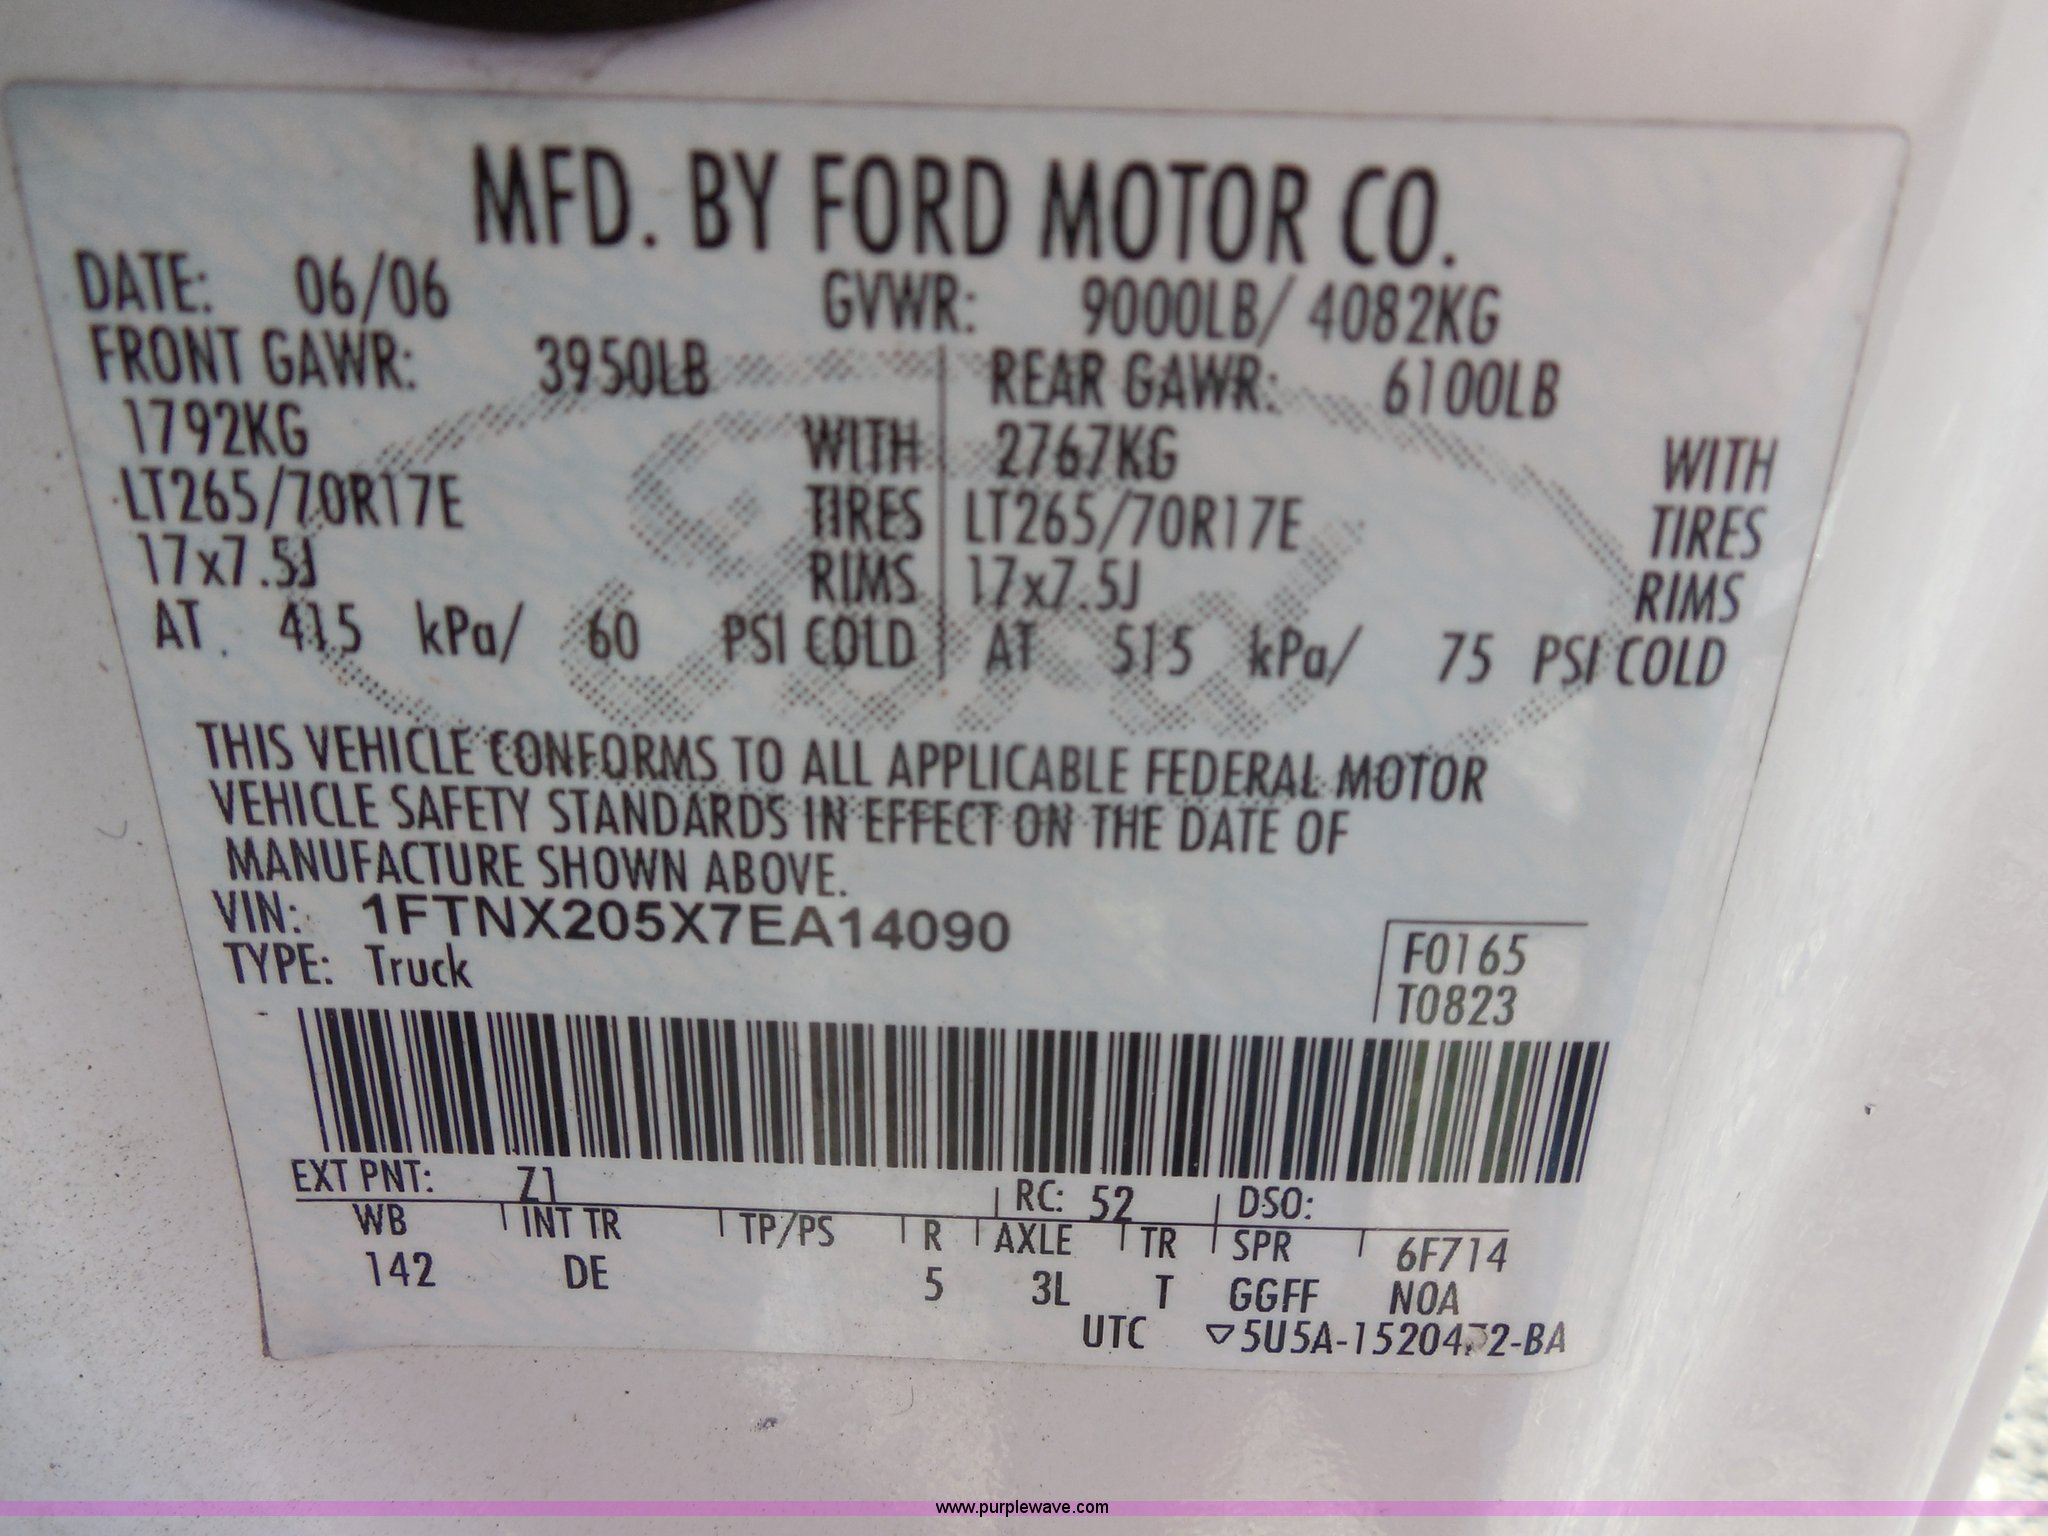 MFD. BY FORD MOTOR CO.
DATE: 06/06 GVWR: 9000LB/ 4082KG
FRONT GAWR: 3950LB REAR GAWR: 6100LB
1792KG WITH 2767KG WITH
LT265/70R17E TIRES LT265/70R17E TIRES
17x7.5J RIMS 17x7.5J RIMS
AT 415 kPa/ 60 PSI COLD AT 515 kPa/ 75 PSI COLD
THIS VEHICLE CONFORMS TO ALL APPLICABLE FEDERAL MOTOR
VEHICLE SAFETY STANDARDS IN EFFECT ON THE DATE OF
MANUFACTURE SHOWN ABOVE.
VIN: 1FTNX205X7EA14090
TYPE: Truck
F0165
T0823
EXT PNT: Z1 RC: 52 DSO:
WB INT TR TP/PS R AXLE TR SPR 6F714
142 DE 5 3L T GGFF N0A
UTC ▽
www.purplewave.com